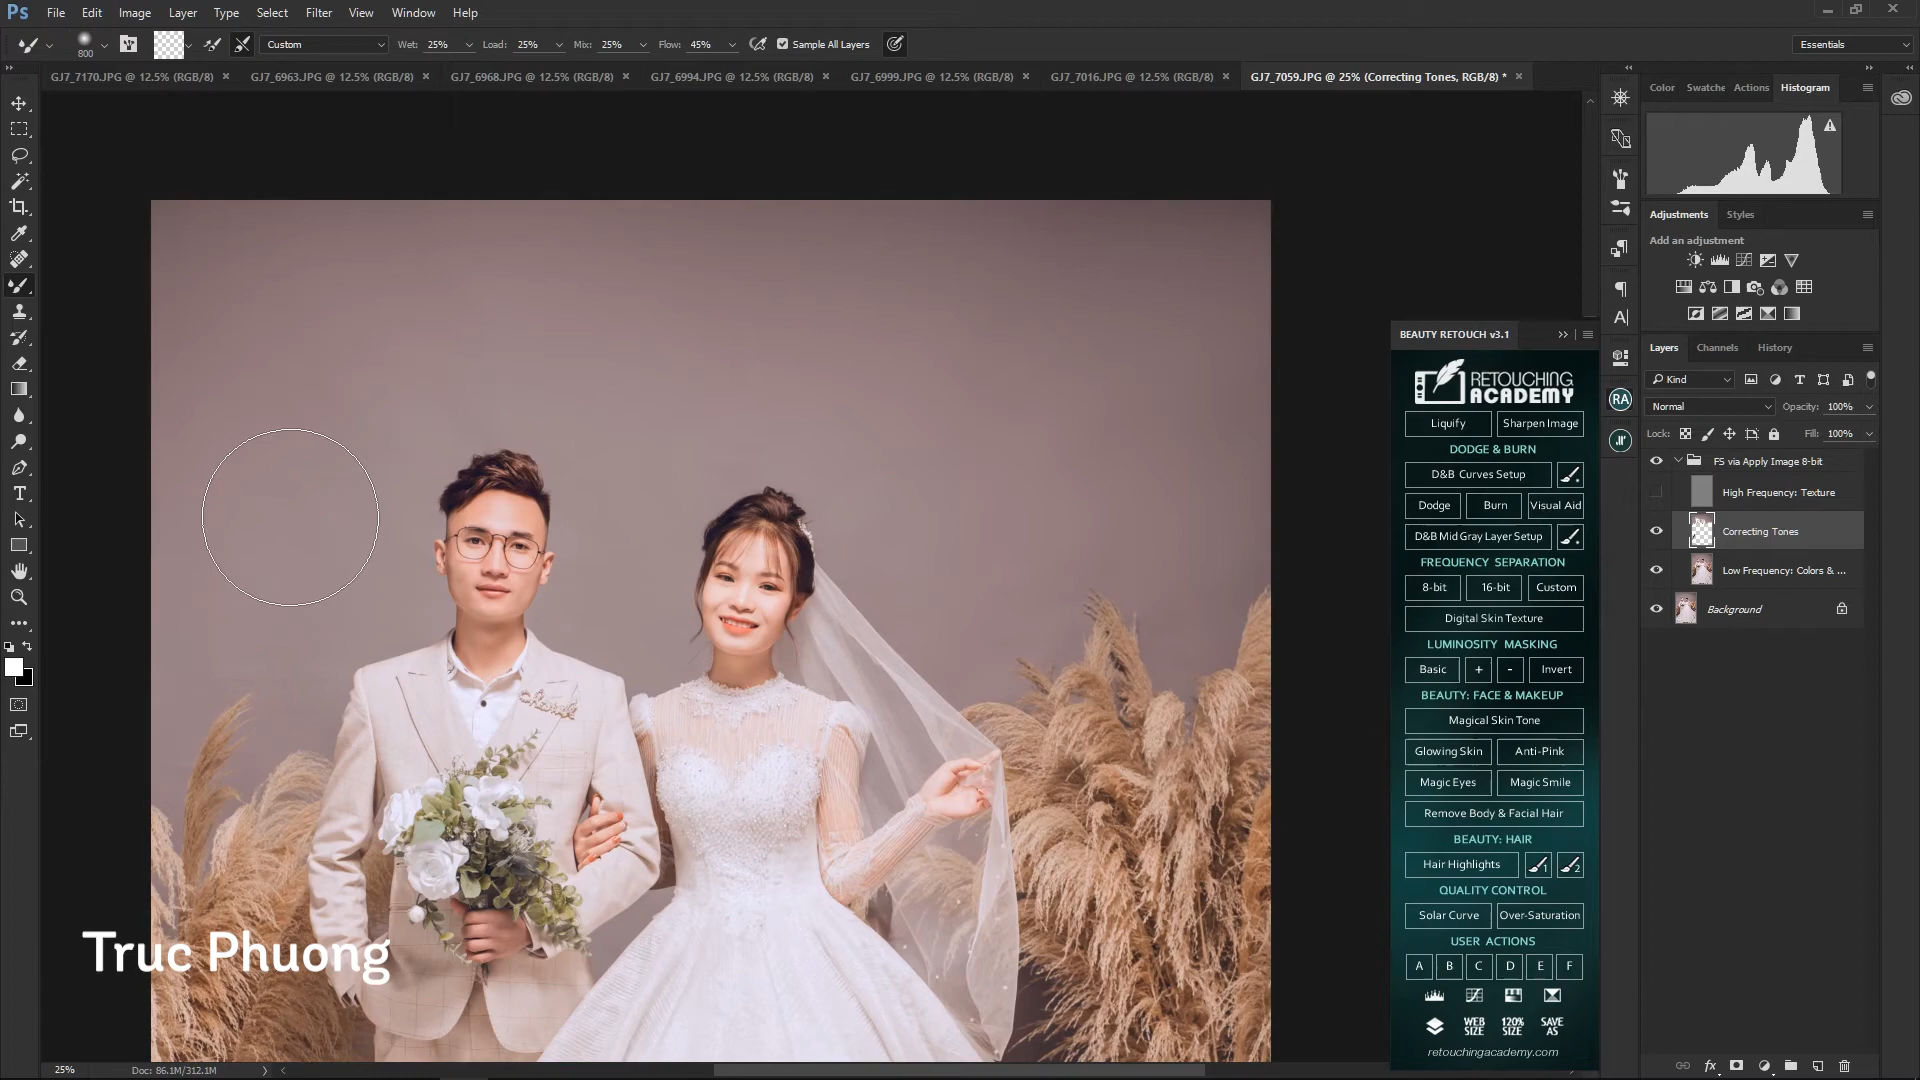 Ps File Edit Image Layer Type Select Filter View Window Help
800 Custom Wet: 25% Load: 25% Mix: 25% Flow: 45% Sample All Layers Essentials
GJ7_7170.JPG @ 12.5% (RGB/8) × GJ7_6963.JPG @ 12.5% (RGB/8) × GJ7_6968.JPG @ 12.5% (RGB/8) × GJ7_6994.JPG @ 12.5% (RGB/8) × GJ7_6999.JPG @ 12.5% (RGB/8) × GJ7_7016.JPG @ 12.5% (RGB/8) × GJ7_7059.JPG @ 25% (Correcting Tones, RGB/8) * ×
Color Swatche Actions Histogram
Adjustments Styles
Add an adjustment
BEAUTY RETOUCH v3.1
RETOUCHING
ACADEMY
Liquify Sharpen Image
DODGE & BURN
D&B Curves Setup
Dodge Burn Visual Aid
D&B Mid Gray Layer Setup
FREQUENCY SEPARATION
8-bit 16-bit Custom
Digital Skin Texture
LUMINOSITY MASKING
Basic + - Invert
BEAUTY: FACE & MAKEUP
Magical Skin Tone
Glowing Skin Anti-Pink
Magic Eyes Magic Smile
Remove Body & Facial Hair
BEAUTY: HAIR
Hair Highlights 1 2
QUALITY CONTROL
Solar Curve Over-Saturation
USER ACTIONS
A B C D E F
WEB SIZE 120% SIZE SAVE AS
retouchingacademy.com
RA
Layers Channels History
Kind
Normal Opacity: 100%
Lock: Fill: 100%
FS via Apply Image 8-bit
High Frequency: Texture
Correcting Tones
Low Frequency: Colors & ...
Background
fx
Truc Phuong
25% Doc: 86.1M/312.1M